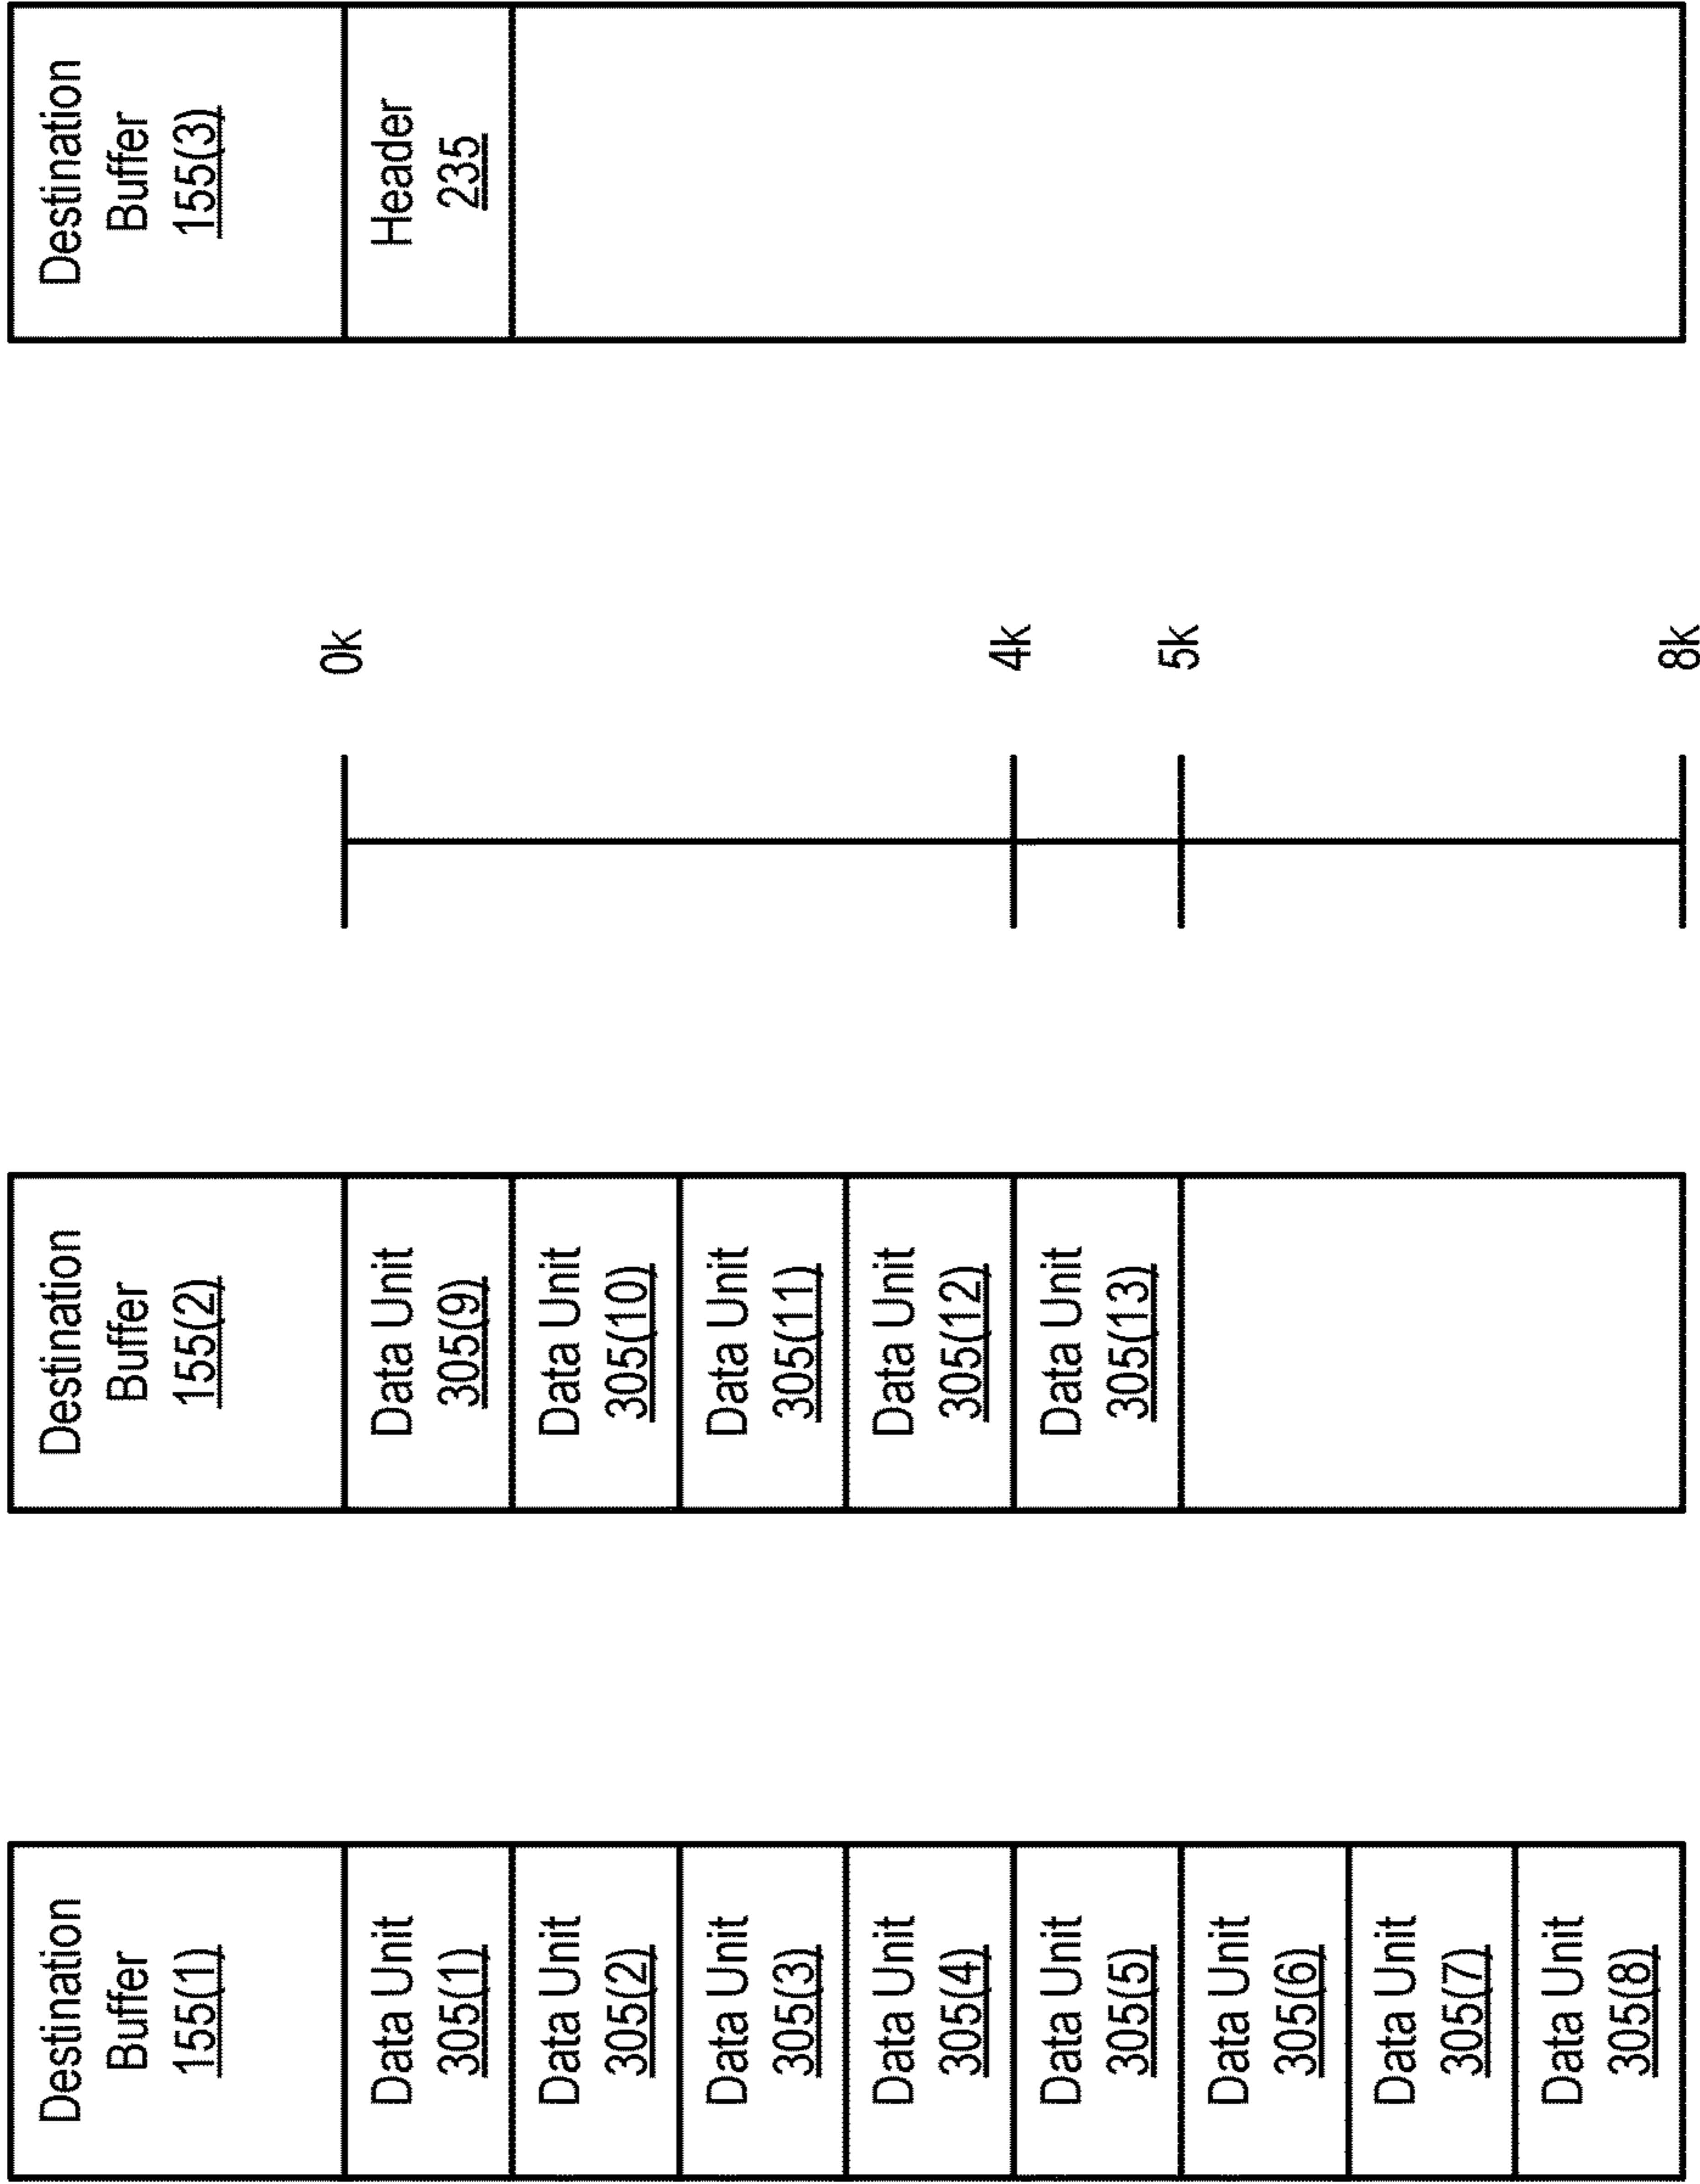 Destination
Buffer
155(1)
Data Unit
305(1)
Data Unit
305(2)
Data Unit
305(3)
Data Unit
305(4)
Data Unit
305(5)
Data Unit
305(6)
Data Unit
305(7)
Data Unit
305(8)
Destination
Buffer
155(2)
Data Unit
305(9)
Data Unit
305(10)
Data Unit
305(11)
Data Unit
305(12)
Data Unit
305(13)
0k
4k
5k
8k
Destination
Buffer
155(3)
Header
235